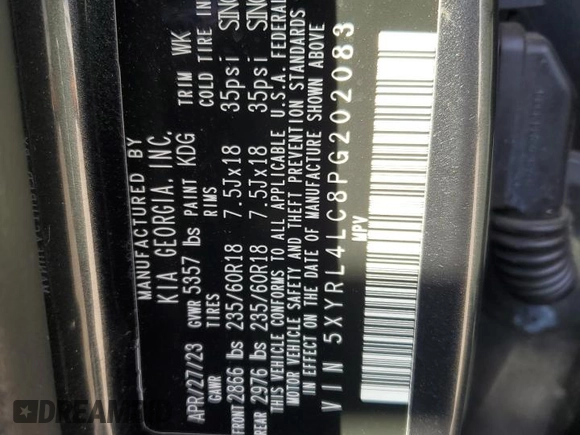 MANUFACTURED BY
KIA GEORGIA, INC.
APR/27/23 GVWR 5357 lbs PAINT KDG TRIM WK
GAWR TIRES RIMS COLD TIRE IN
FRONT 2866 lbs 235/60R18 7.5Jx18 35psi SING
REAR 2976 lbs 235/60R18 7.5Jx18 35psi SING
THIS VEHICLE CONFORMS TO ALL APPLICABLE U.S.A. FEDERAL
MOTOR VEHICLE SAFETY AND THEFT PREVENTION STANDARDS
IN EFFECT ON THE DATE OF MANUFACTURE SHOWN ABOVE
VIN 5XYRL4LC8PG202083
MPV
DREAMERWAY